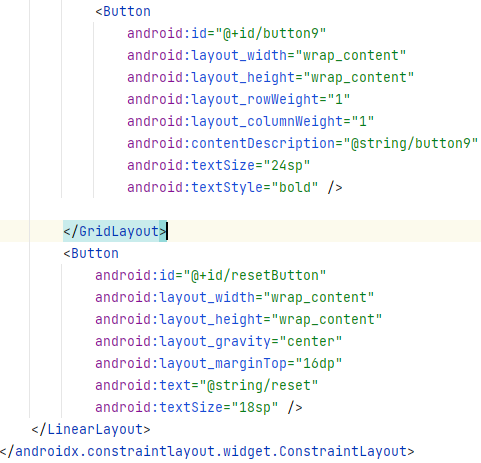 <Button
android:id="@+id/button9"
android:layout_width="wrap_content"
android:layout_height="wrap_content"
android:layout_rowWeight="1"
android:layout_columnWeight="1"
android:contentDescription="@string/button9"
android:textSize="24sp"
android:textStyle="bold" />
</GridLayout>
<Button
android:id="@+id/resetButton"
android:layout_width="wrap_content"
android:layout_height="wrap_content"
android:layout_gravity="center"
android:layout_marginTop="16dp"
android:text="@string/reset"
android:textSize="18sp" />
</LinearLayout>
</androidx.constraintlayout.widget.ConstraintLayout>